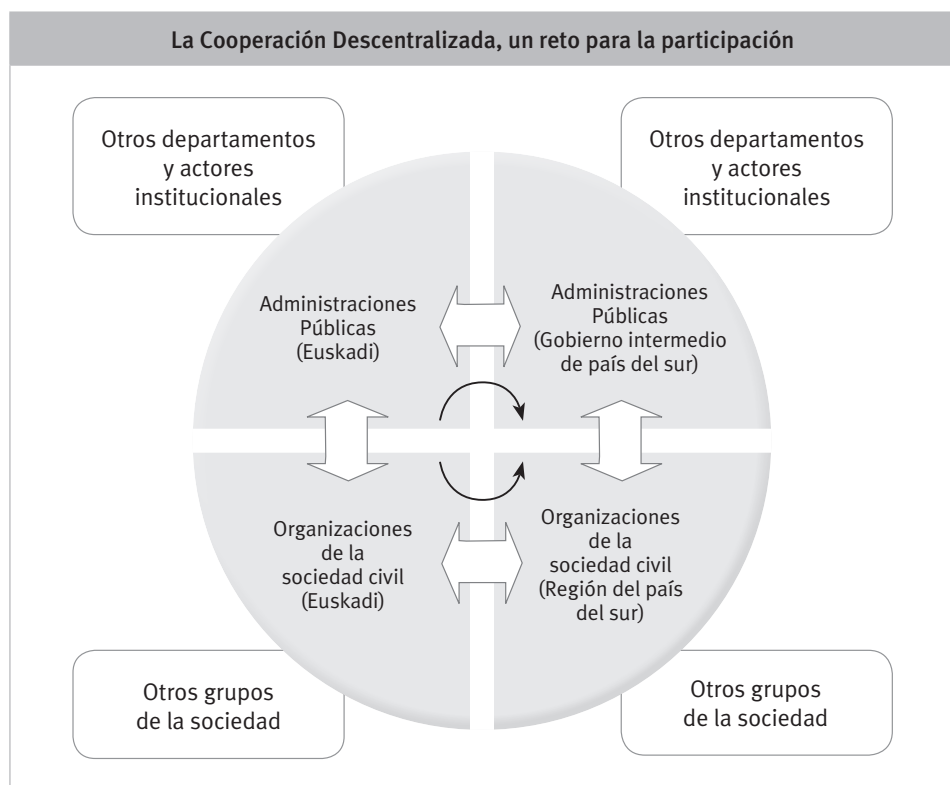 La Cooperación Descentralizada, un reto para la participación
Otros departamentos
y actores
institucionales
Otros departamentos
y actores
institucionales
Administraciones
Públicas
(Euskadi)
Administraciones
Públicas
(Gobierno intermedio
de país del sur)
Organizaciones
de la
sociedad civil
(Euskadi)
Organizaciones
de la
sociedad civil
(Región del país
del sur)
Otros grupos
de la sociedad
Otros grupos
de la sociedad